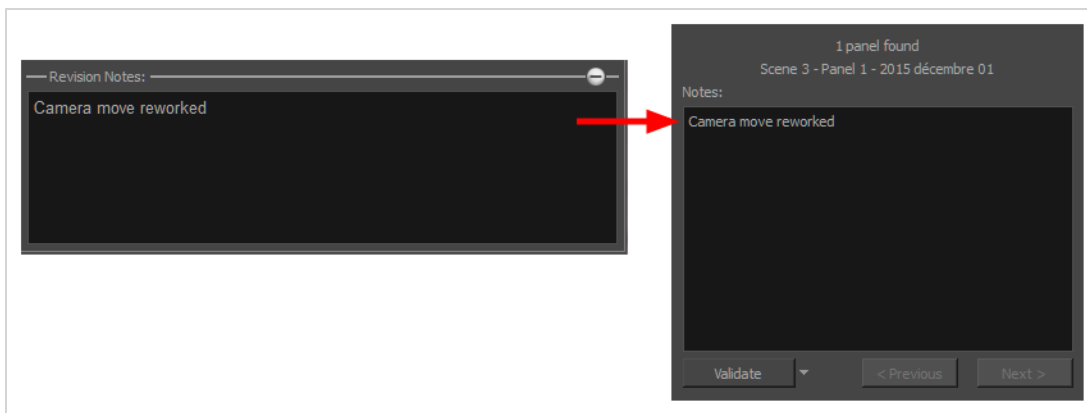 Revision Notes:
Camera move reworked
1 panel found
Scene 3 - Panel 1 - 2015 décembre 01
Notes:
Camera move reworked
Validate
< Previous
Next >